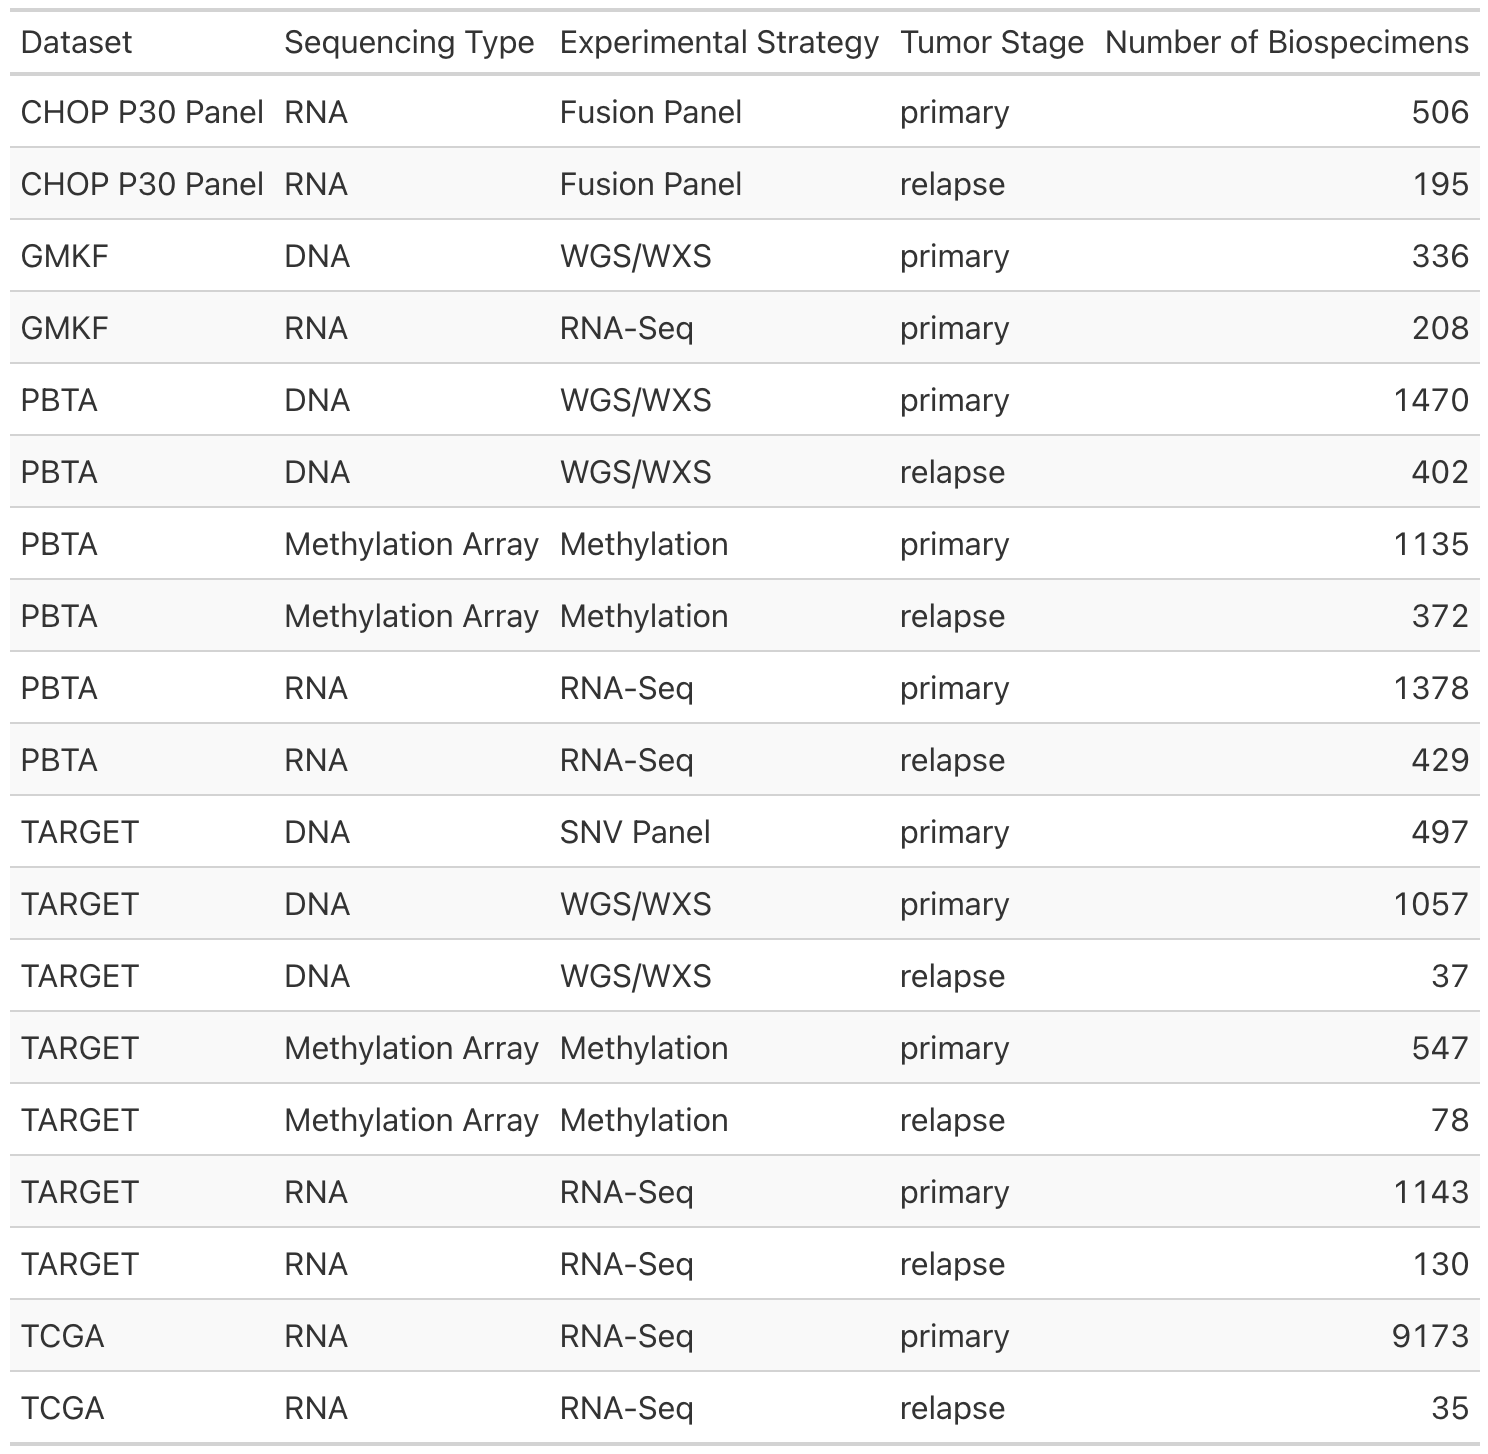 Dataset Sequencing Type Experimental Strategy Tumor Stage Number of Biospecimens
CHOP P30 Panel RNA Fusion Panel primary 506
CHOP P30 Panel RNA Fusion Panel relapse 195
GMKF DNA WGS/WXS primary 336
GMKF RNA RNA-Seq primary 208
PBTA DNA WGS/WXS primary 1470
PBTA DNA WGS/WXS relapse 402
PBTA Methylation Array Methylation primary 1135
PBTA Methylation Array Methylation relapse 372
PBTA RNA RNA-Seq primary 1378
PBTA RNA RNA-Seq relapse 429
TARGET DNA SNV Panel primary 497
TARGET DNA WGS/WXS primary 1057
TARGET DNA WGS/WXS relapse 37
TARGET Methylation Array Methylation primary 547
TARGET Methylation Array Methylation relapse 78
TARGET RNA RNA-Seq primary 1143
TARGET RNA RNA-Seq relapse 130
TCGA RNA RNA-Seq primary 9173
TCGA RNA RNA-Seq relapse 35